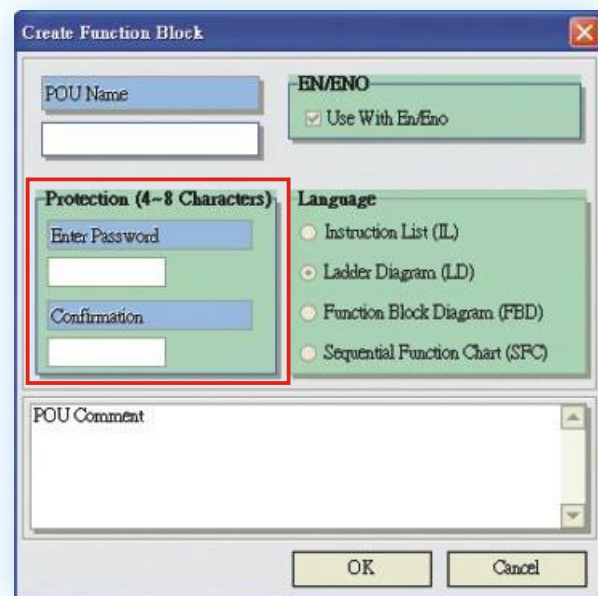 Create Function Block
POU Name
EN/ENO
Use With En/Eno
Protection (4~8 Characters)
Enter Password
Confirmation
Language
Instruction List (IL)
Ladder Diagram (LD)
Function Block Diagram (FBD)
Sequential Function Chart (SFC)
POU Comment
OK
Cancel